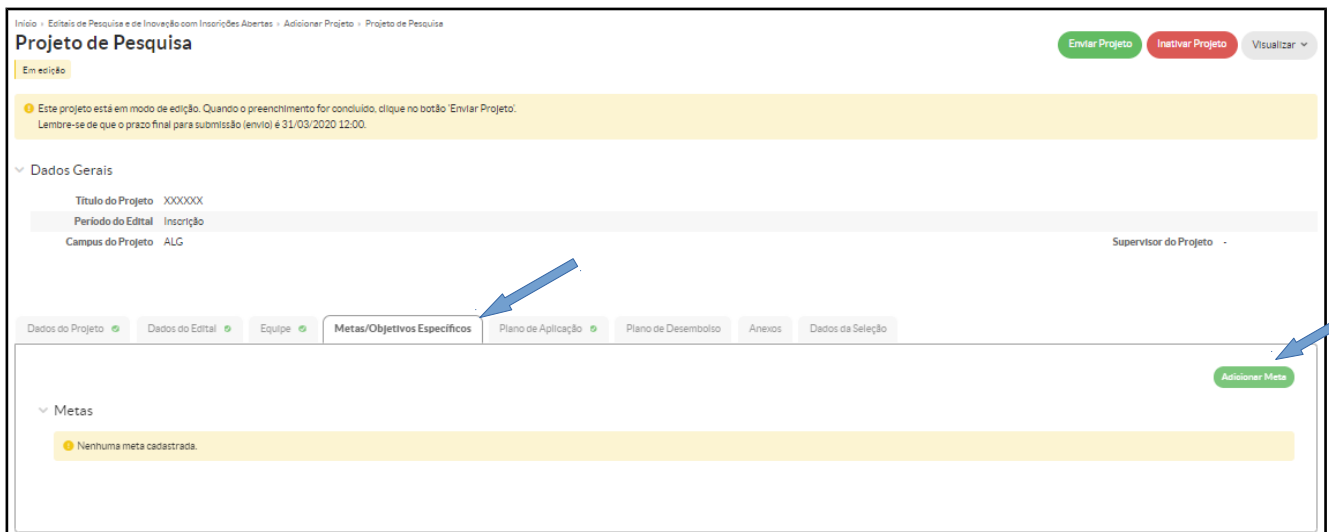 Início › Editais de Pesquisa e de Inovação com Inscrições Abertas › Adicionar Projeto › Projeto de Pesquisa
Projeto de Pesquisa
Enviar Projeto Inativar Projeto Visualizar
Em edição
Este projeto está em modo de edição. Quando o preenchimento for concluído, clique no botão 'Enviar Projeto'.
Lembre-se de que o prazo final para submissão (envio) é 31/03/2020 12:00.
Dados Gerais
Título do Projeto XXXXXX
Período do Edital Inscrição
Campus do Projeto ALG Supervisor do Projeto -
Dados do Projeto Dados do Edital Equipe Metas/Objetivos Específicos Plano de Aplicação Plano de Desembolso Anexos Dados da Seleção
Adicionar Meta
Metas
Nenhuma meta cadastrada.